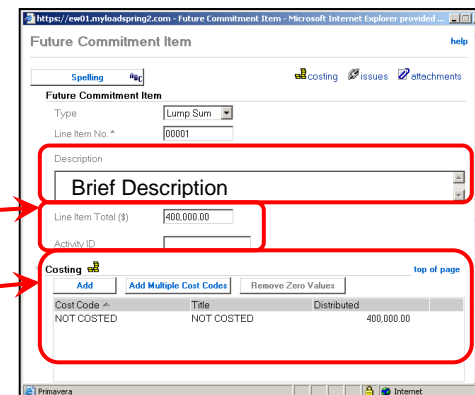 https://ew01.myloadspring2.com - Future Commitment Item - Microsoft Internet Explorer provided ...
Future Commitment Item
help
Spelling ABC
costing issues attachments
Future Commitment Item
Type Lump Sum
Line Item No. * 00001
Description
Brief Description
Line Item Total ($) 400,000.00
Activity ID
Costing top of page
Add Add Multiple Cost Codes Remove Zero Values
Cost Code Title Distributed
NOT COSTED NOT COSTED 400,000.00
Primavera Internet